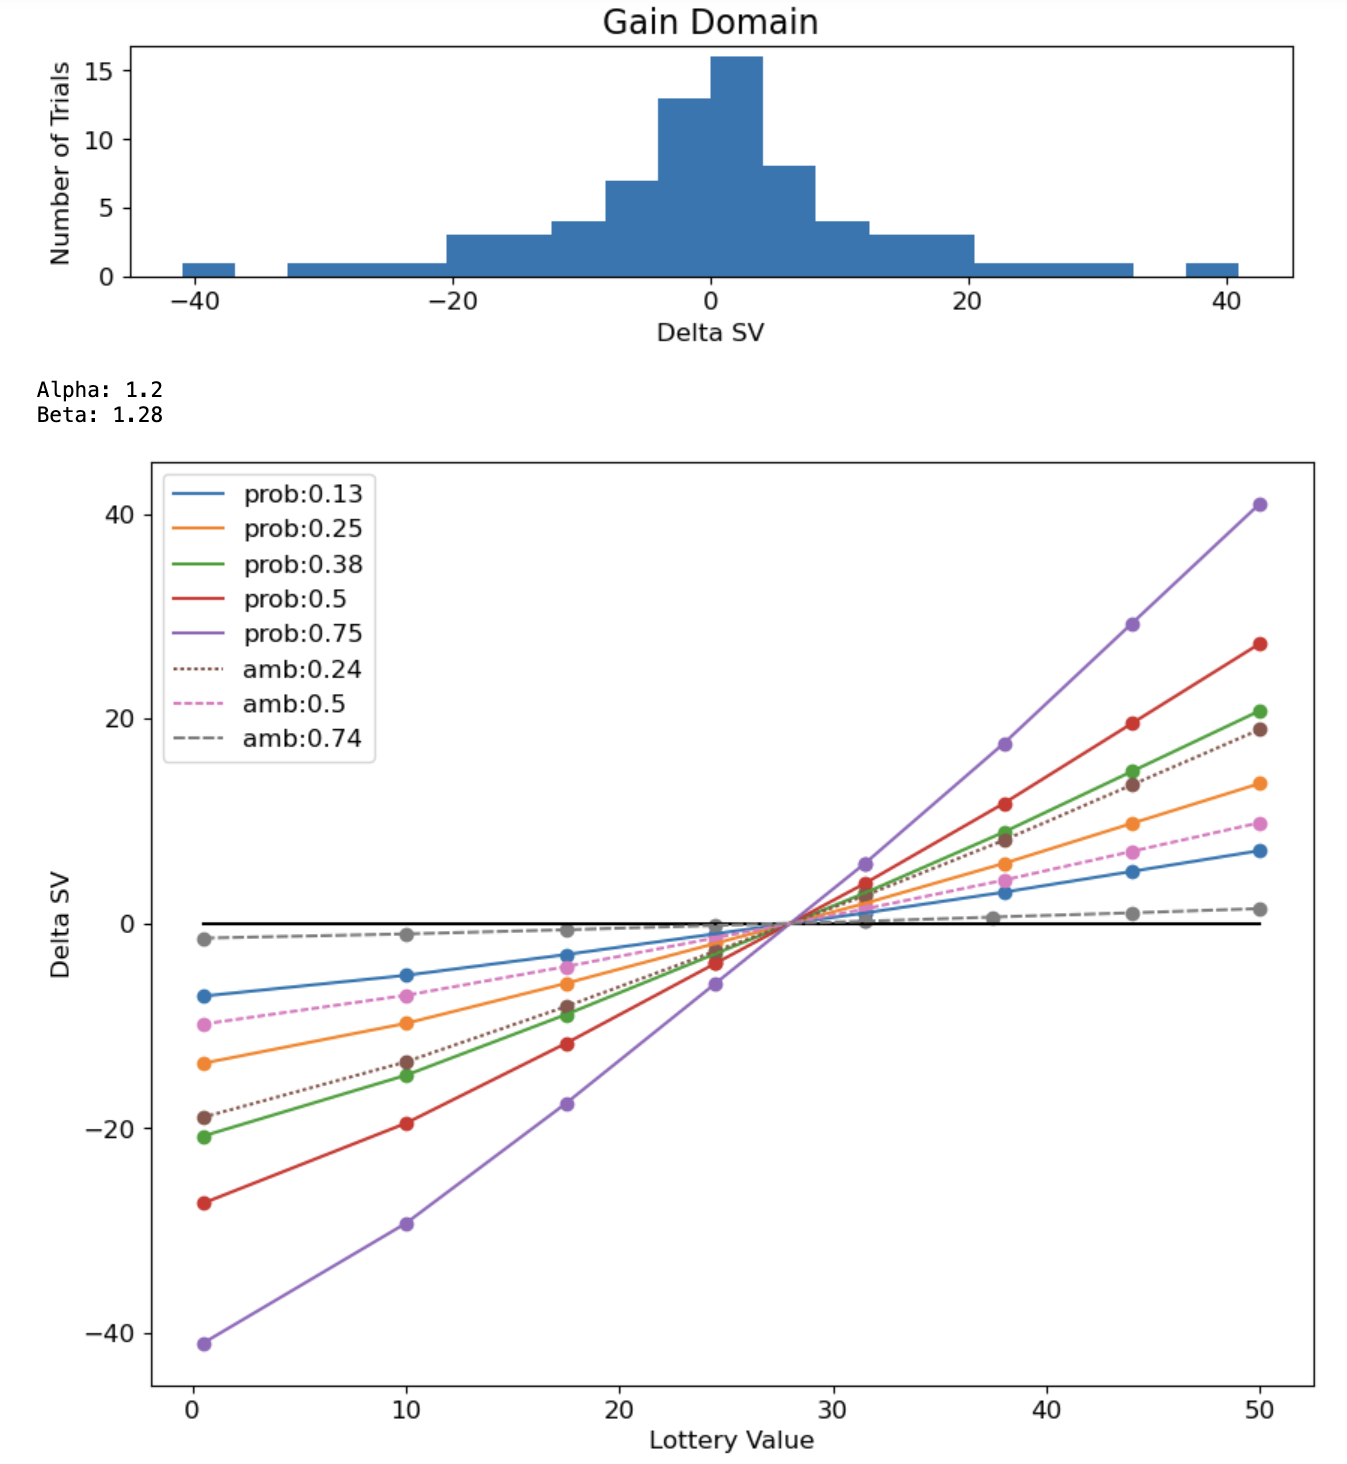 Gain Domain
Number of Trials
15
10
5
0
−40
−20
0
20
40
Delta SV
Alpha: 1.2
Beta: 1.28
prob:0.13
prob:0.25
prob:0.38
prob:0.5
prob:0.75
amb:0.24
amb:0.5
amb:0.74
Delta SV
40
20
0
−20
−40
0
10
20
30
40
50
Lottery Value